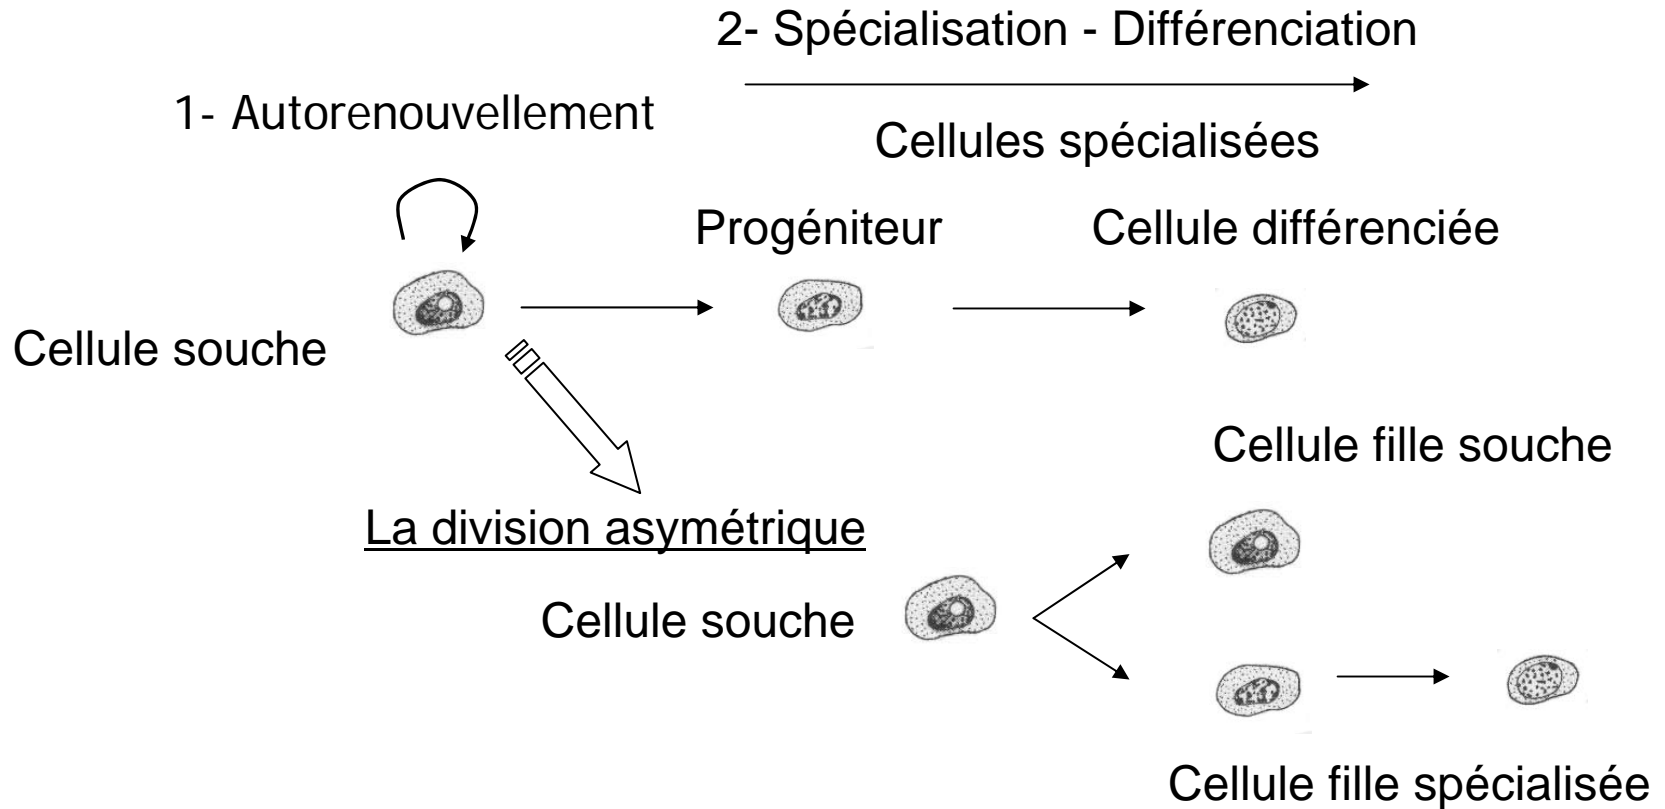 2- Spécialisation - Différenciation
1- Autorenouvellement
Cellules spécialisées
Progéniteur
Cellule différenciée
Cellule souche
Cellule fille souche
La division asymétrique
Cellule souche
Cellule fille spécialisée